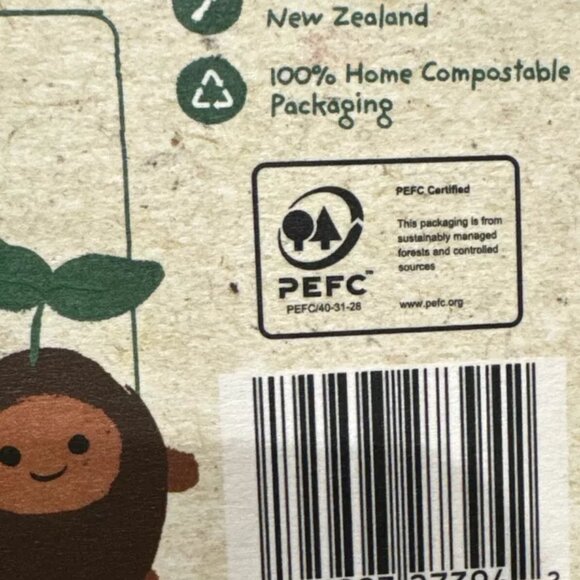 New Zealand
100% Home Compostable
Packaging
PEFC Certified
This packaging is from
sustainably managed
forests and controlled
sources
www.pefc.org
PEFC™
PEFC/40-31-28